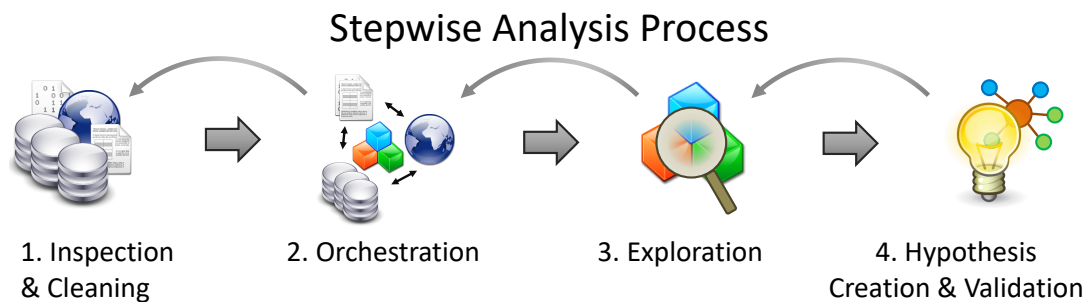 Stepwise Analysis Process
1. Inspection
& Cleaning
2. Orchestration
3. Exploration
4. Hypothesis
Creation & Validation